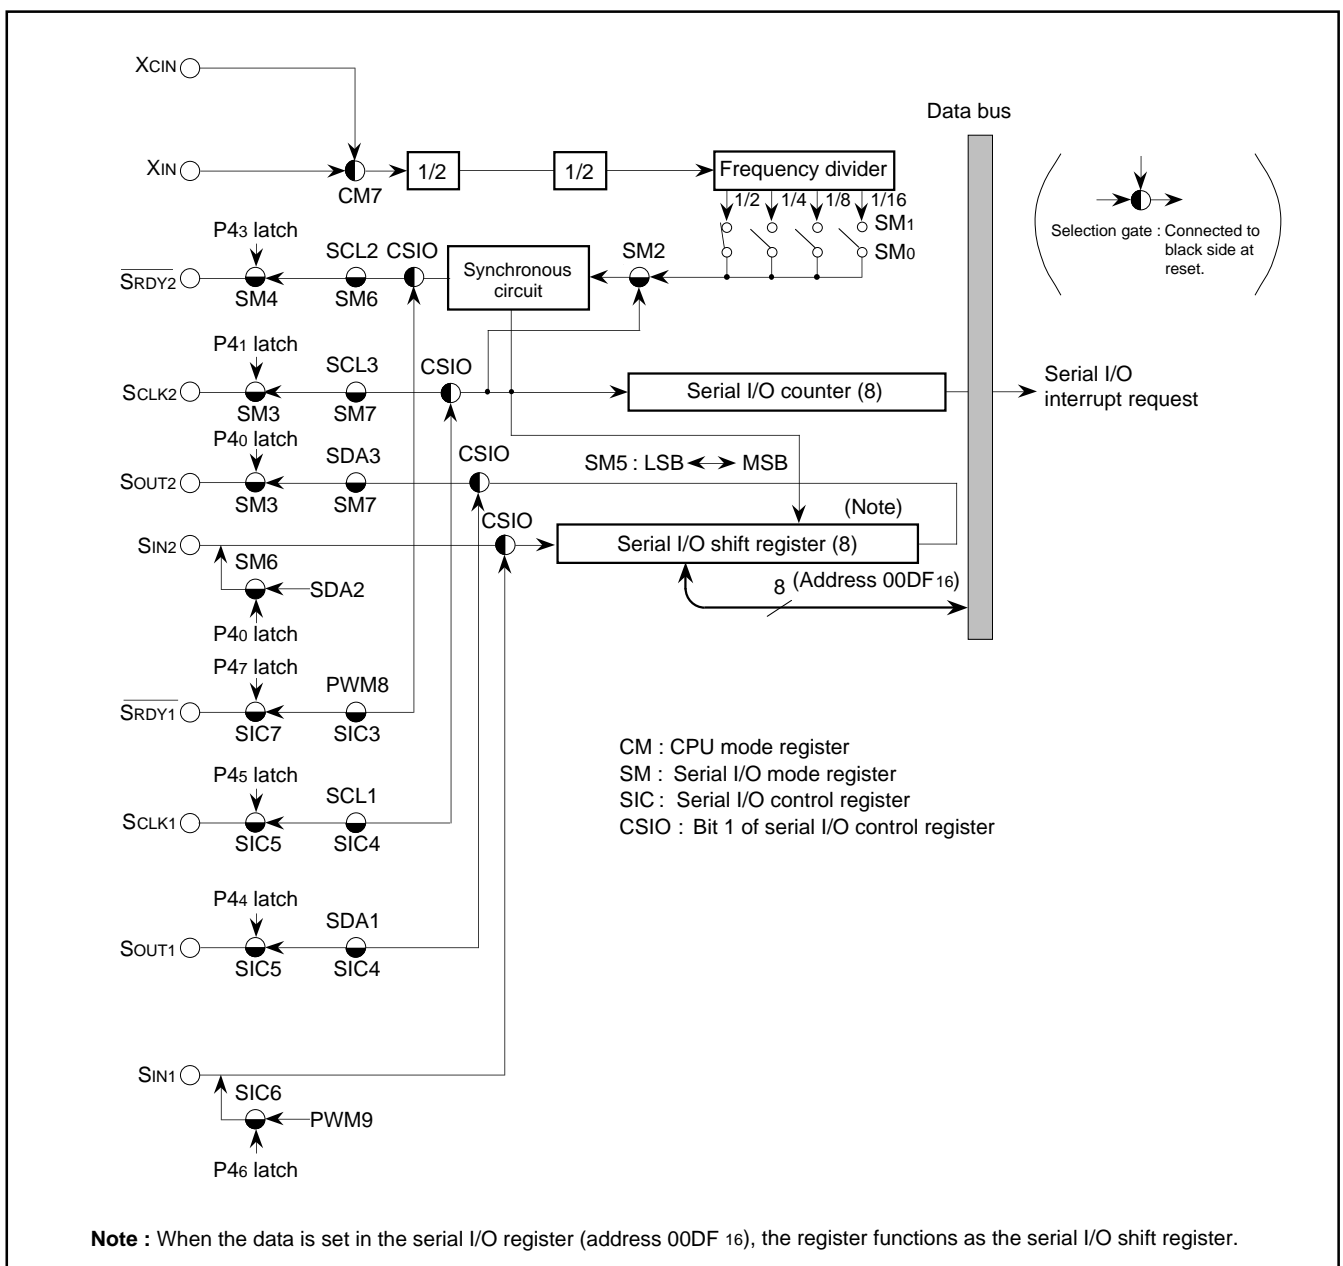 XCIN
Data bus
XIN
1/2
1/2
Frequency divider
CM7
1/2
1/4
1/8
1/16
SM1
SM0
Selection gate : Connected to
black side at
reset.
P43 latch
SCL2
CSIO
Synchronous
circuit
SM2
SRDY2
SM4
SM6
P41 latch
SCL3
CSIO
SCLK2
Serial I/O counter (8)
Serial I/O
interrupt request
SM3
SM7
P40 latch
SDA3
CSIO
SM5 : LSB
MSB
SOUT2
SM3
SM7
(Note)
CSIO
SIN2
Serial I/O shift register (8)
SM6
SDA2
8
(Address 00DF16)
P40 latch
P47 latch
PWM8
SRDY1
SIC7
SIC3
CM : CPU mode register
SM : Serial I/O mode register
SIC : Serial I/O control register
CSIO : Bit 1 of serial I/O control register
P45 latch
SCL1
SCLK1
SIC5
SIC4
P44 latch
SDA1
SOUT1
SIC5
SIC4
SIN1
SIC6
PWM9
P46 latch
Note : When the data is set in the serial I/O register (address 00DF 16), the register functions as the serial I/O shift register.